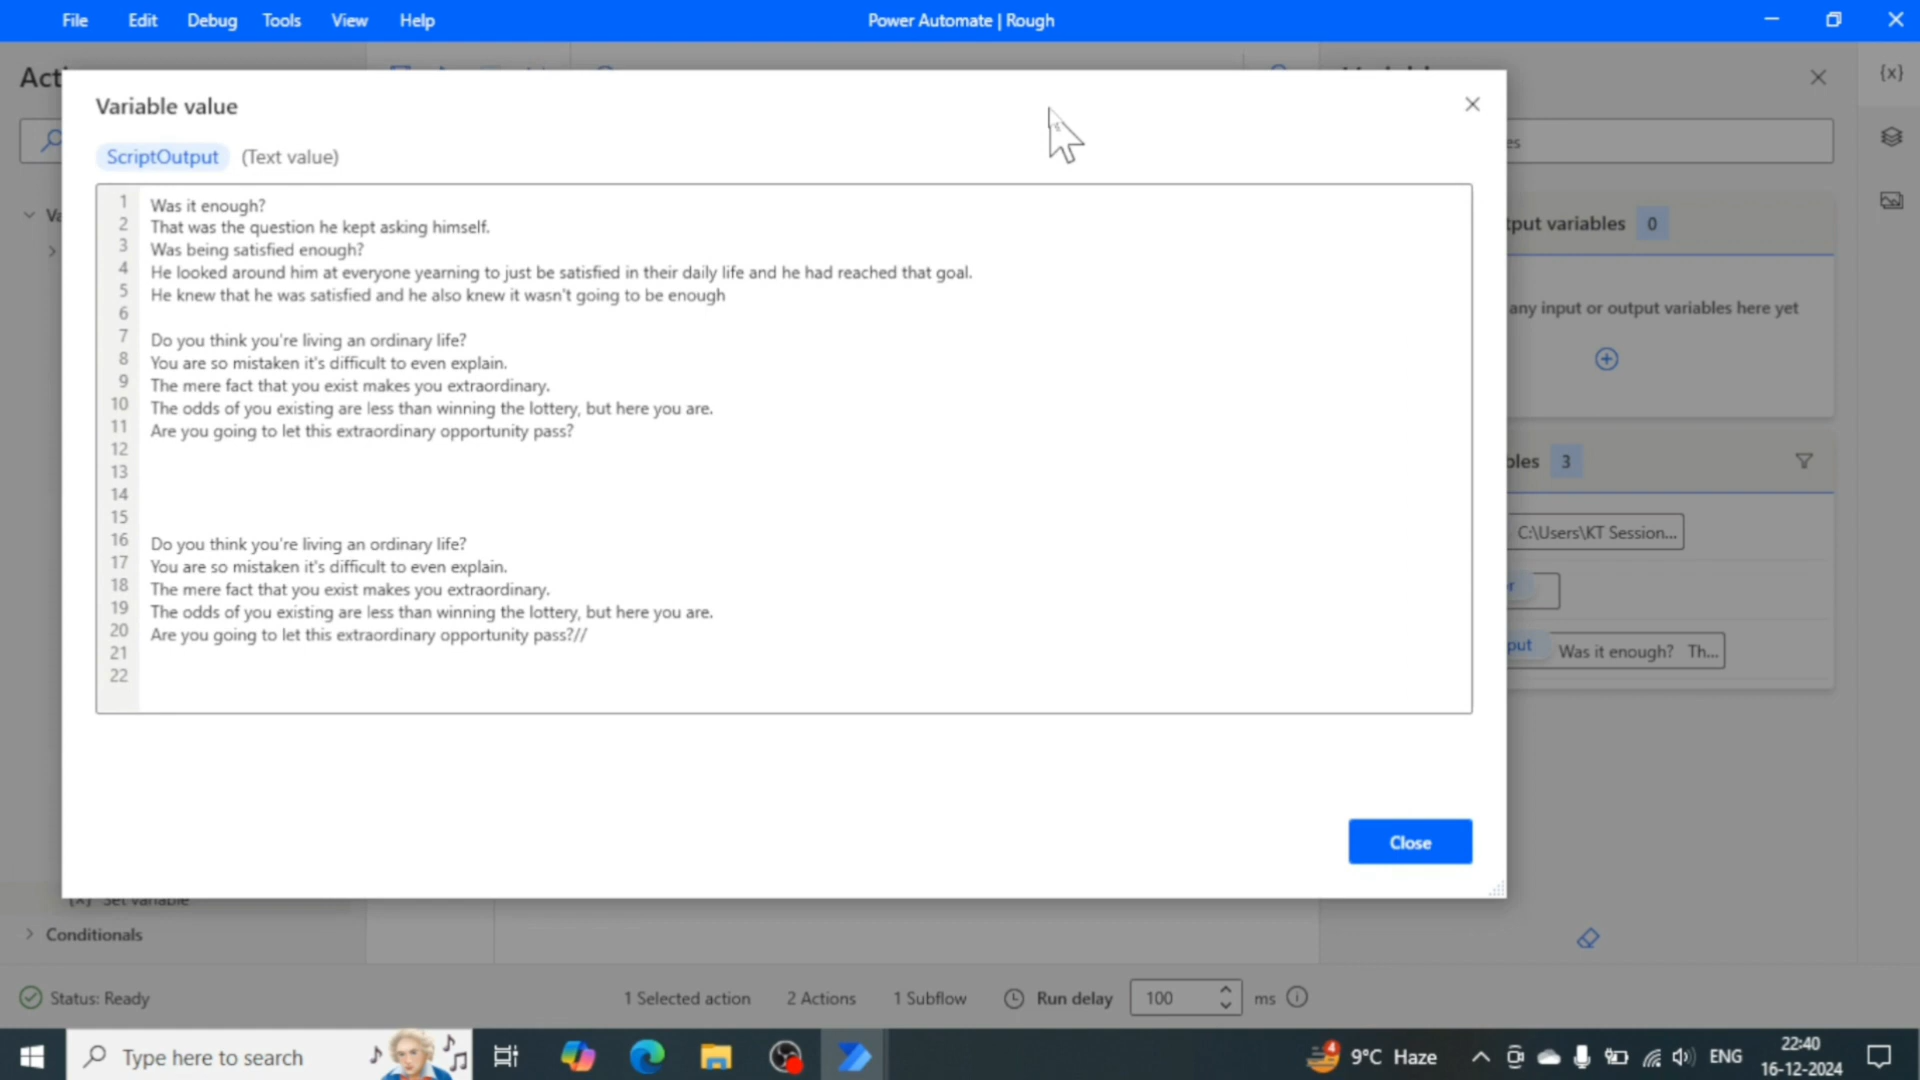 File Edit Debug Tools View Help
Power Automate | Rough
Variable value
ScriptOutput (Text value)
1 Was it enough?
2 That was the question he kept asking himself.
3 Was being satisfied enough?
4 He looked around him at everyone yearning to just be satisfied in their daily life and he had reached that goal.
5 He knew that he was satisfied and he also knew it wasn't going to be enough
6
7 Do you think you're living an ordinary life?
8 You are so mistaken it's difficult to even explain.
9 The mere fact that you exist makes you extraordinary.
10 The odds of you existing are less than winning the lottery, but here you are.
11 Are you going to let this extraordinary opportunity pass?
12
13
14
15
16 Do you think you're living an ordinary life?
17 You are so mistaken it's difficult to even explain.
18 The mere fact that you exist makes you extraordinary.
19 The odds of you existing are less than winning the lottery, but here you are.
20 Are you going to let this extraordinary opportunity pass?//
21
22
Close
{x}
tput variables 0
any input or output variables here yet
bles 3
C:\Users\KT Session...
put Was it enough? Th...
Conditionals
Status: Ready
1 Selected action 2 Actions 1 Subflow Run delay 100 ms
Type here to search
4 9°C Haze ENG
22:40
16-12-2024